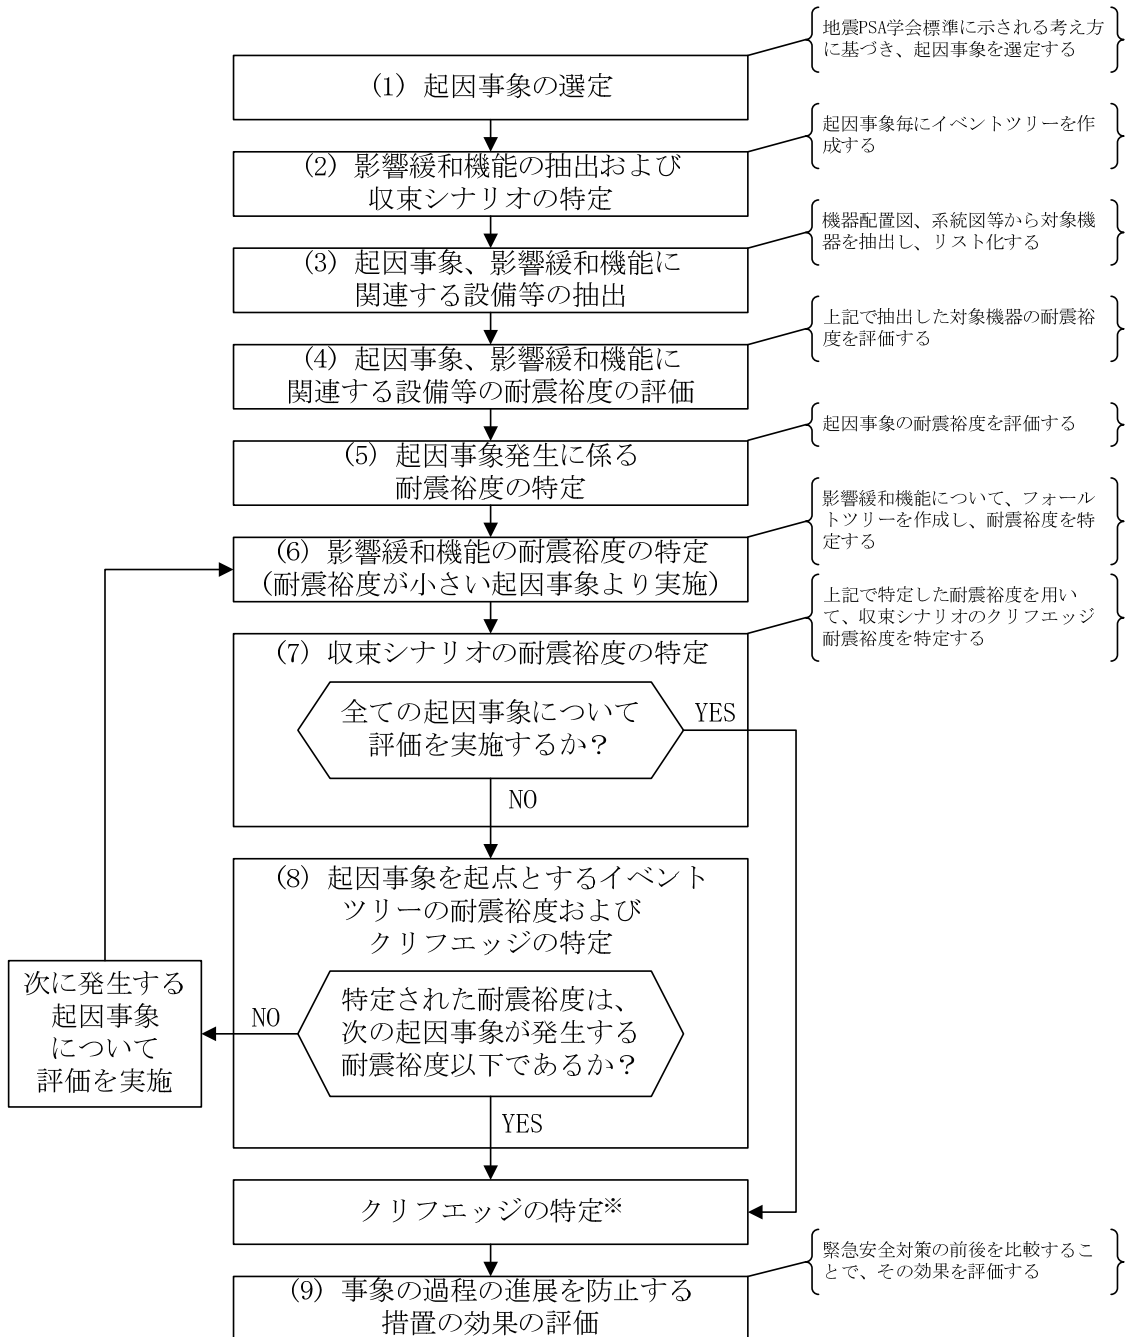 地震PSA学会標準に示される考え方
に基づき、起因事象を選定する
(1) 起因事象の選定
起因事象毎にイベントツリーを作
成する
(2) 影響緩和機能の抽出および
収束シナリオの特定
機器配置図、系統図等から対象機
器を抽出し、リスト化する
(3) 起因事象、影響緩和機能に
関連する設備等の抽出
上記で抽出した対象機器の耐震裕
度を評価する
(4) 起因事象、影響緩和機能に
関連する設備等の耐震裕度の評価
起因事象の耐震裕度を評価する
(5) 起因事象発生に係る
耐震裕度の特定
影響緩和機能について、フォール
トツリーを作成し、耐震裕度を特
定する
(6) 影響緩和機能の耐震裕度の特定
(耐震裕度が小さい起因事象より実施)
上記で特定した耐震裕度を用い
て、収束シナリオのクリフエッジ
耐震裕度を特定する
(7) 収束シナリオの耐震裕度の特定
全ての起因事象について
評価を実施するか？
YES
NO
(8) 起因事象を起点とするイベント
ツリーの耐震裕度および
クリフエッジの特定
特定された耐震裕度は、
次の起因事象が発生する
耐震裕度以下であるか？
NO
次に発生する
起因事象
について
評価を実施
YES
クリフエッジの特定※
緊急安全対策の前後を比較するこ
とで、その効果を評価する
(9) 事象の過程の進展を防止する
措置の効果の評価